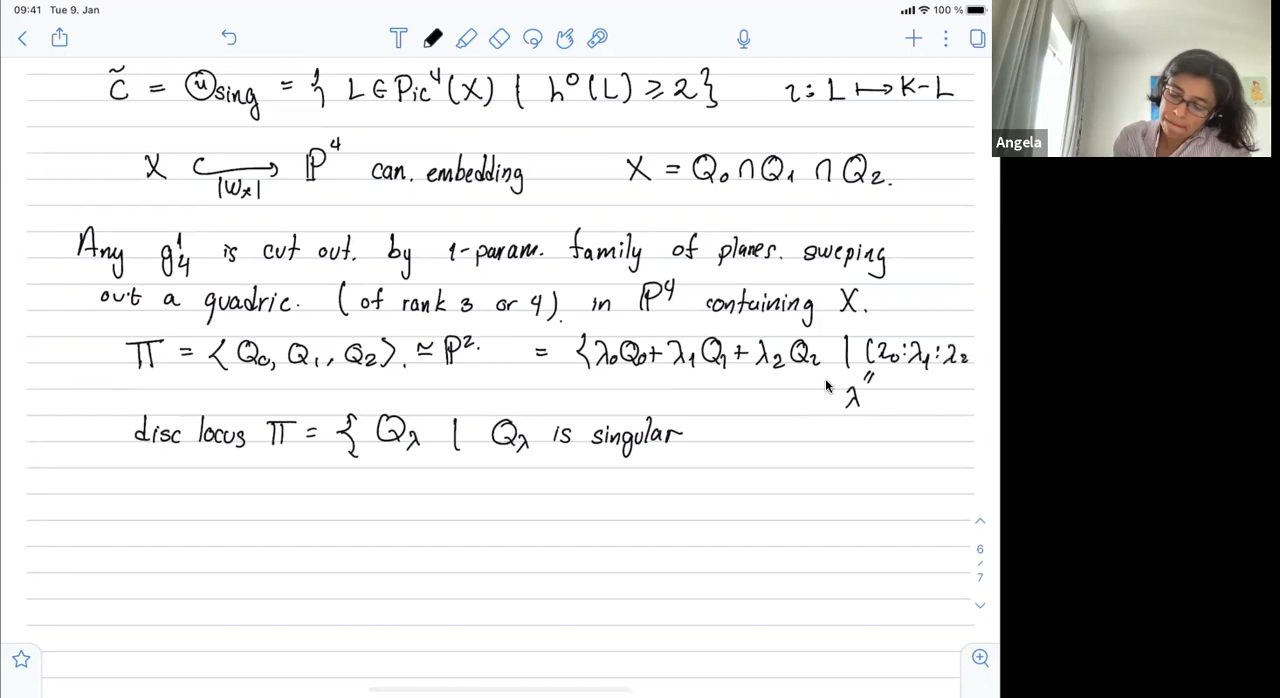 09:41 Tue 9. Jan
100 %
C̃ = Θ̃sing = { L ∈ Pic⁴(X) | h⁰(L) ≥ 2 } ι : L ↦ K-L
Angela
X ↪ ℙ⁴ can. embedding X = Q₀ ∩ Q₁ ∩ Q₂.
|ω_X|
Any g¹₄ is cut out. by 1-param. family of planes. sweping
out a quadric. ( of rank 3 or 4). in ℙ⁴ containing X.
Π = ⟨ Q₀, Q₁, Q₂ ⟩. ≃ ℙ². = { λ₀Q₀ + λ₁Q₁ + λ₂Q₂ | (λ₀:λ₁:λ₂
λ
disc locus Π = { Q_λ | Q_λ is singular
6
7